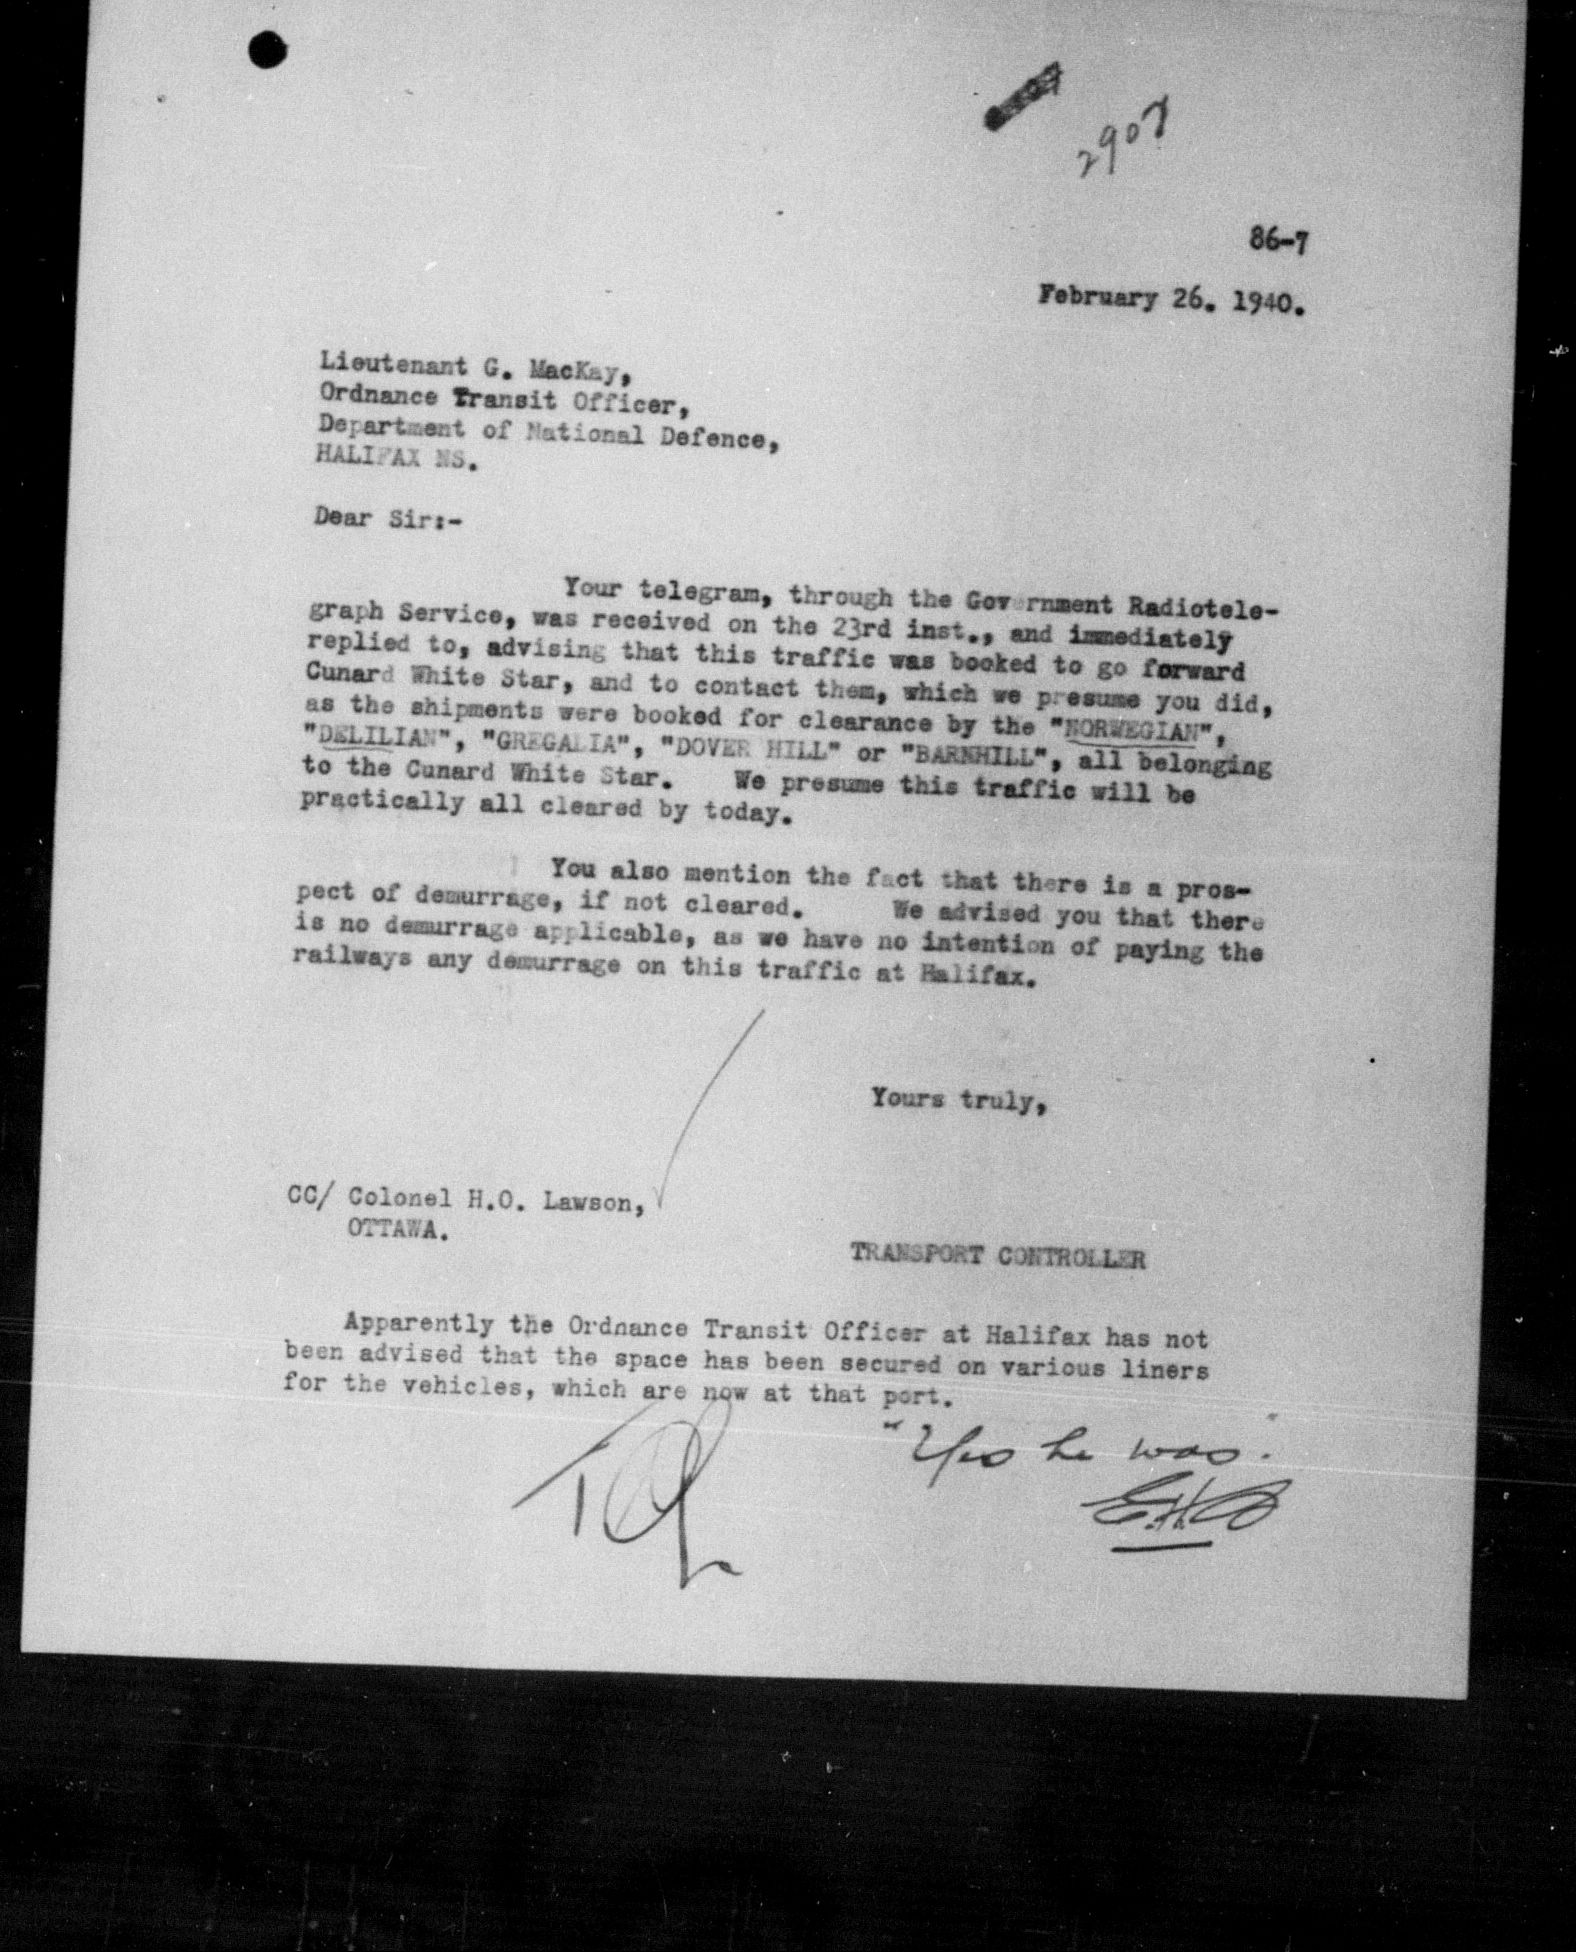 2907
86-7
February 26. 1940.
Lieutenant G. MacKay,
Ordnance Transit Officer,
Department of National Defence,
HALIFAX NS.
Dear Sir:-
Your telegram, through the Government Radiotele-
graph Service, was received on the 23rd inst., and immediately
replied to, advising that this traffic was booked to go forward
Cunard White Star, and to contact them, which we presume you did,
as the shipments were booked for clearance by the "NORWEGIAN",
"DELILIAN", "GREGALIA", "DOVER HILL" or "BARNHILL", all belonging
to the Cunard White Star. We presume this traffic will be
practically all cleared by today.
You also mention the fact that there is a pros-
pect of demurrage, if not cleared. We advised you that there
is no demurrage applicable, as we have no intention of paying the
railways any demurrage on this traffic at Halifax.
Yours truly,
CC/ Colonel H.O. Lawson,
OTTAWA.
TRANSPORT CONTROLLER
Apparently the Ordnance Transit Officer at Halifax has not
been advised that the space has been secured on various liners
for the vehicles, which are now at that port.
"Yes he was."